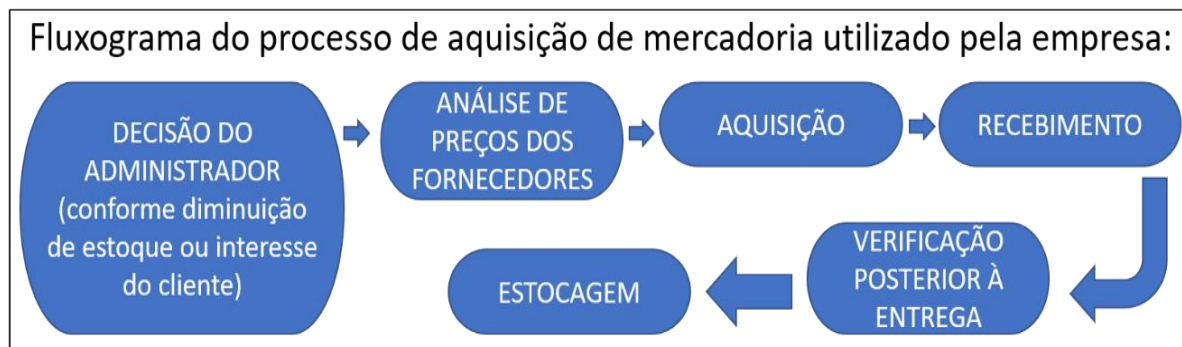 Fluxograma do processo de aquisição de mercadoria utilizado pela empresa:
DECISÃO DO
ADMINISTRADOR
(conforme diminuição
de estoque ou interesse
do cliente)
ANÁLISE DE
PREÇOS DOS
FORNECEDORES
AQUISIÇÃO
RECEBIMENTO
VERIFICAÇÃO
POSTERIOR À
ENTREGA
ESTOCAGEM